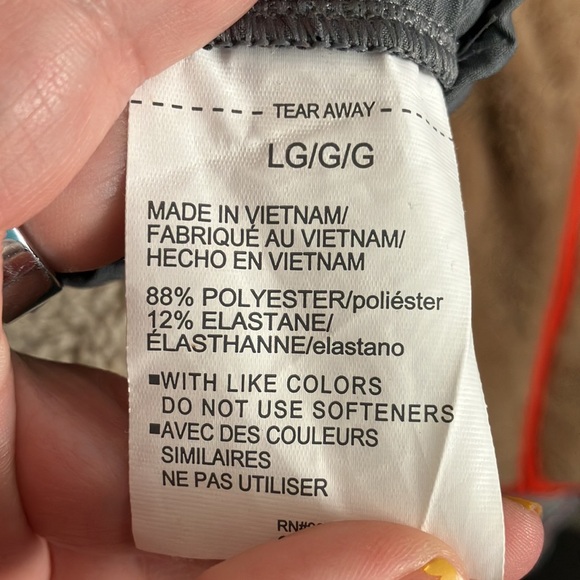 TEAR AWAY
LG/G/G
MADE IN VIETNAM/
FABRIQUÉ AU VIETNAM/
HECHO EN VIETNAM
88% POLYESTER/poliéster
12% ELASTANE/
ÉLASTHANNE/elastano
▪WITH LIKE COLORS
DO NOT USE SOFTENERS
▪AVEC DES COULEURS
SIMILAIRES
NE PAS UTILISER